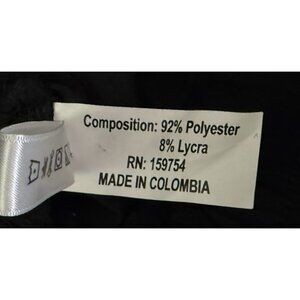 Composition: 92% Polyester
8% Lycra
RN: 159754
MADE IN COLOMBIA